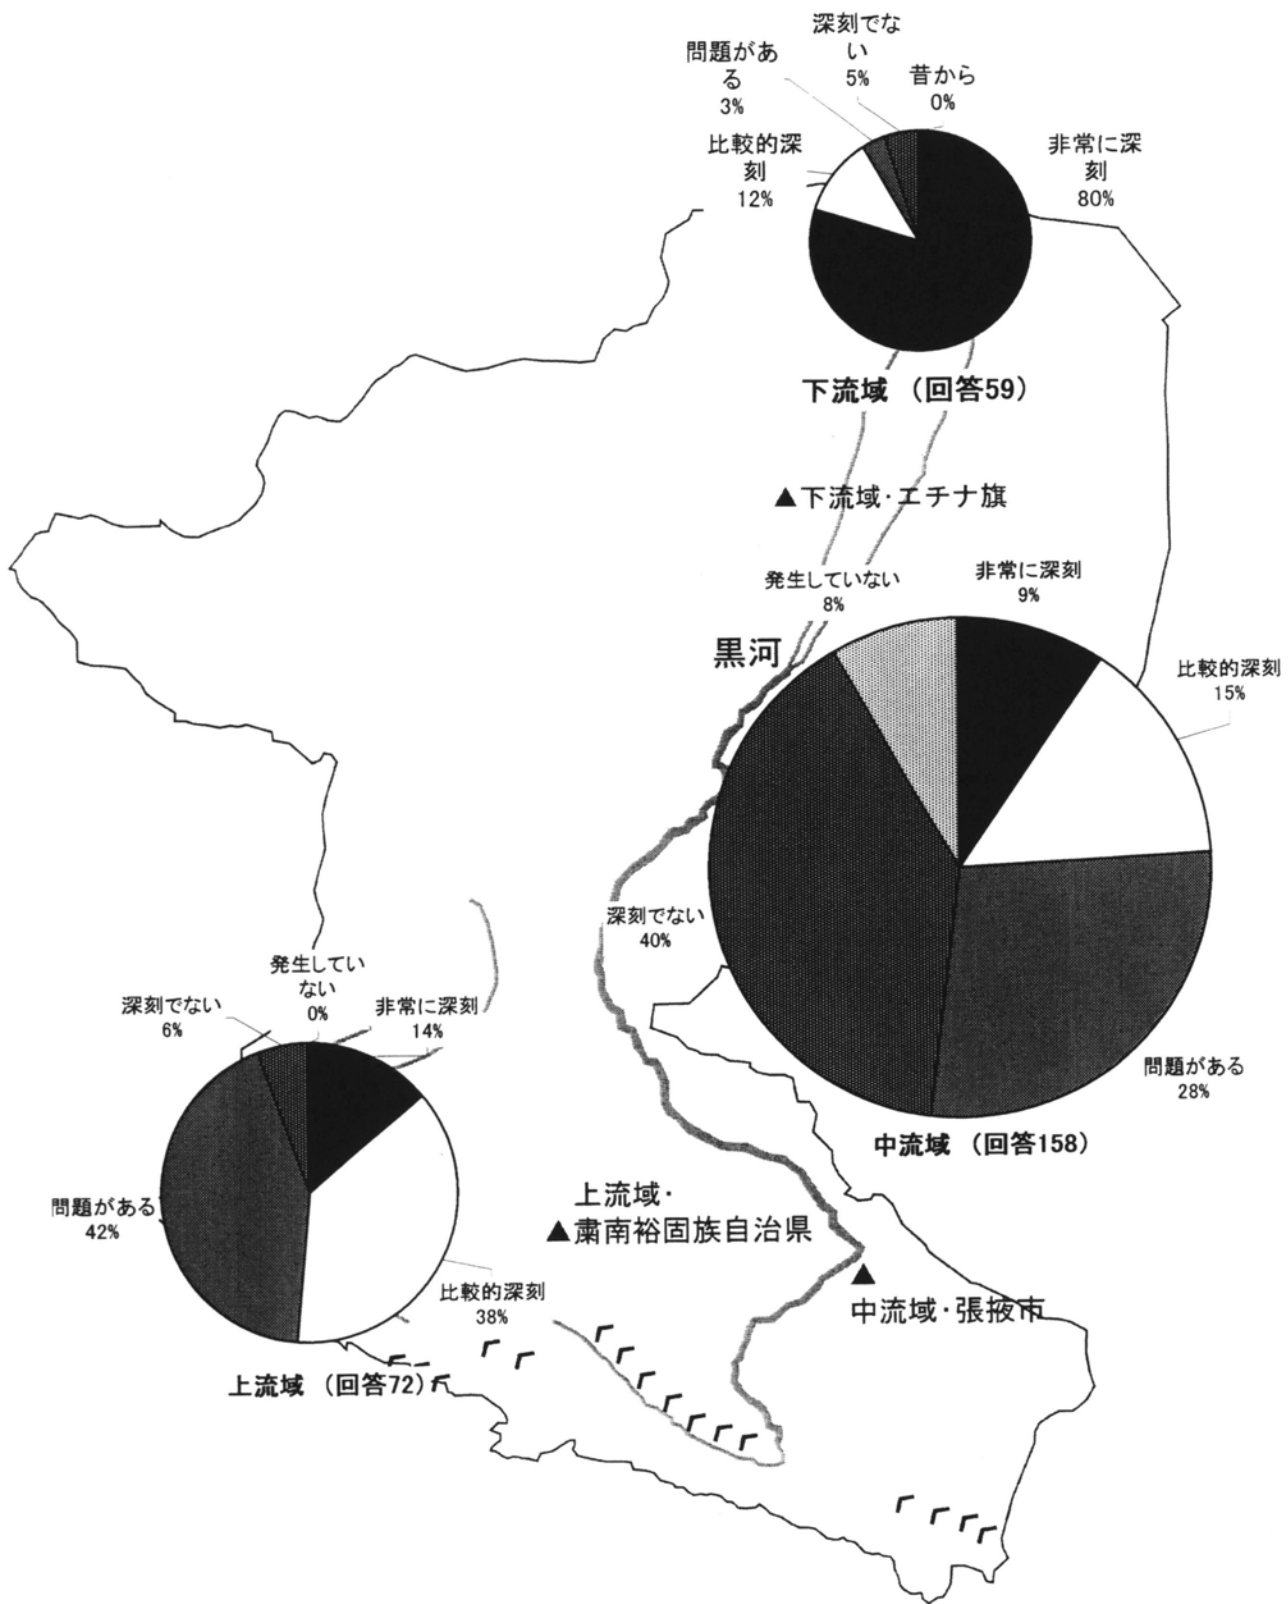 深刻でな
い
5%
問題があ
る
3%
昔から
0%
比較的深
刻
12%
非常に深
刻
80%
下流域 （回答59）
▲下流域・エチナ旗
発生していない
8%
非常に深刻
9%
黒河
比較的深刻
15%
深刻でない
40%
問題がある
28%
中流域 （回答158）
発生してい
ない
0%
深刻でない
6%
非常に深刻
14%
問題がある
42%
比較的深刻
38%
上流域 （回答72）
上流域・
▲粛南裕固族自治県
▲
中流域・張掖市